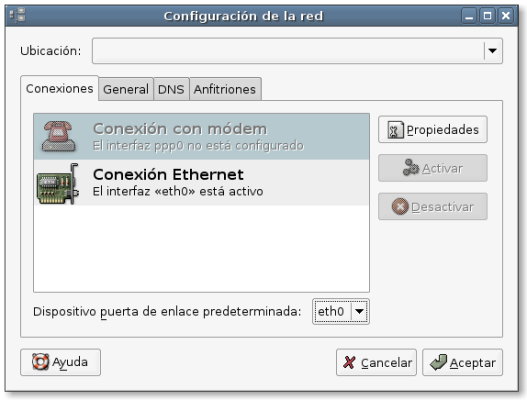 Configuración de la red
Ubicación:
Conexiones General DNS Anfitriones
Conexión con módem
El interfaz ppp0 no está configurado
Conexión Ethernet
El interfaz «eth0» está activo
Propiedades
Activar
Desactivar
Dispositivo puerta de enlace predeterminada: eth0
Ayuda Cancelar Aceptar